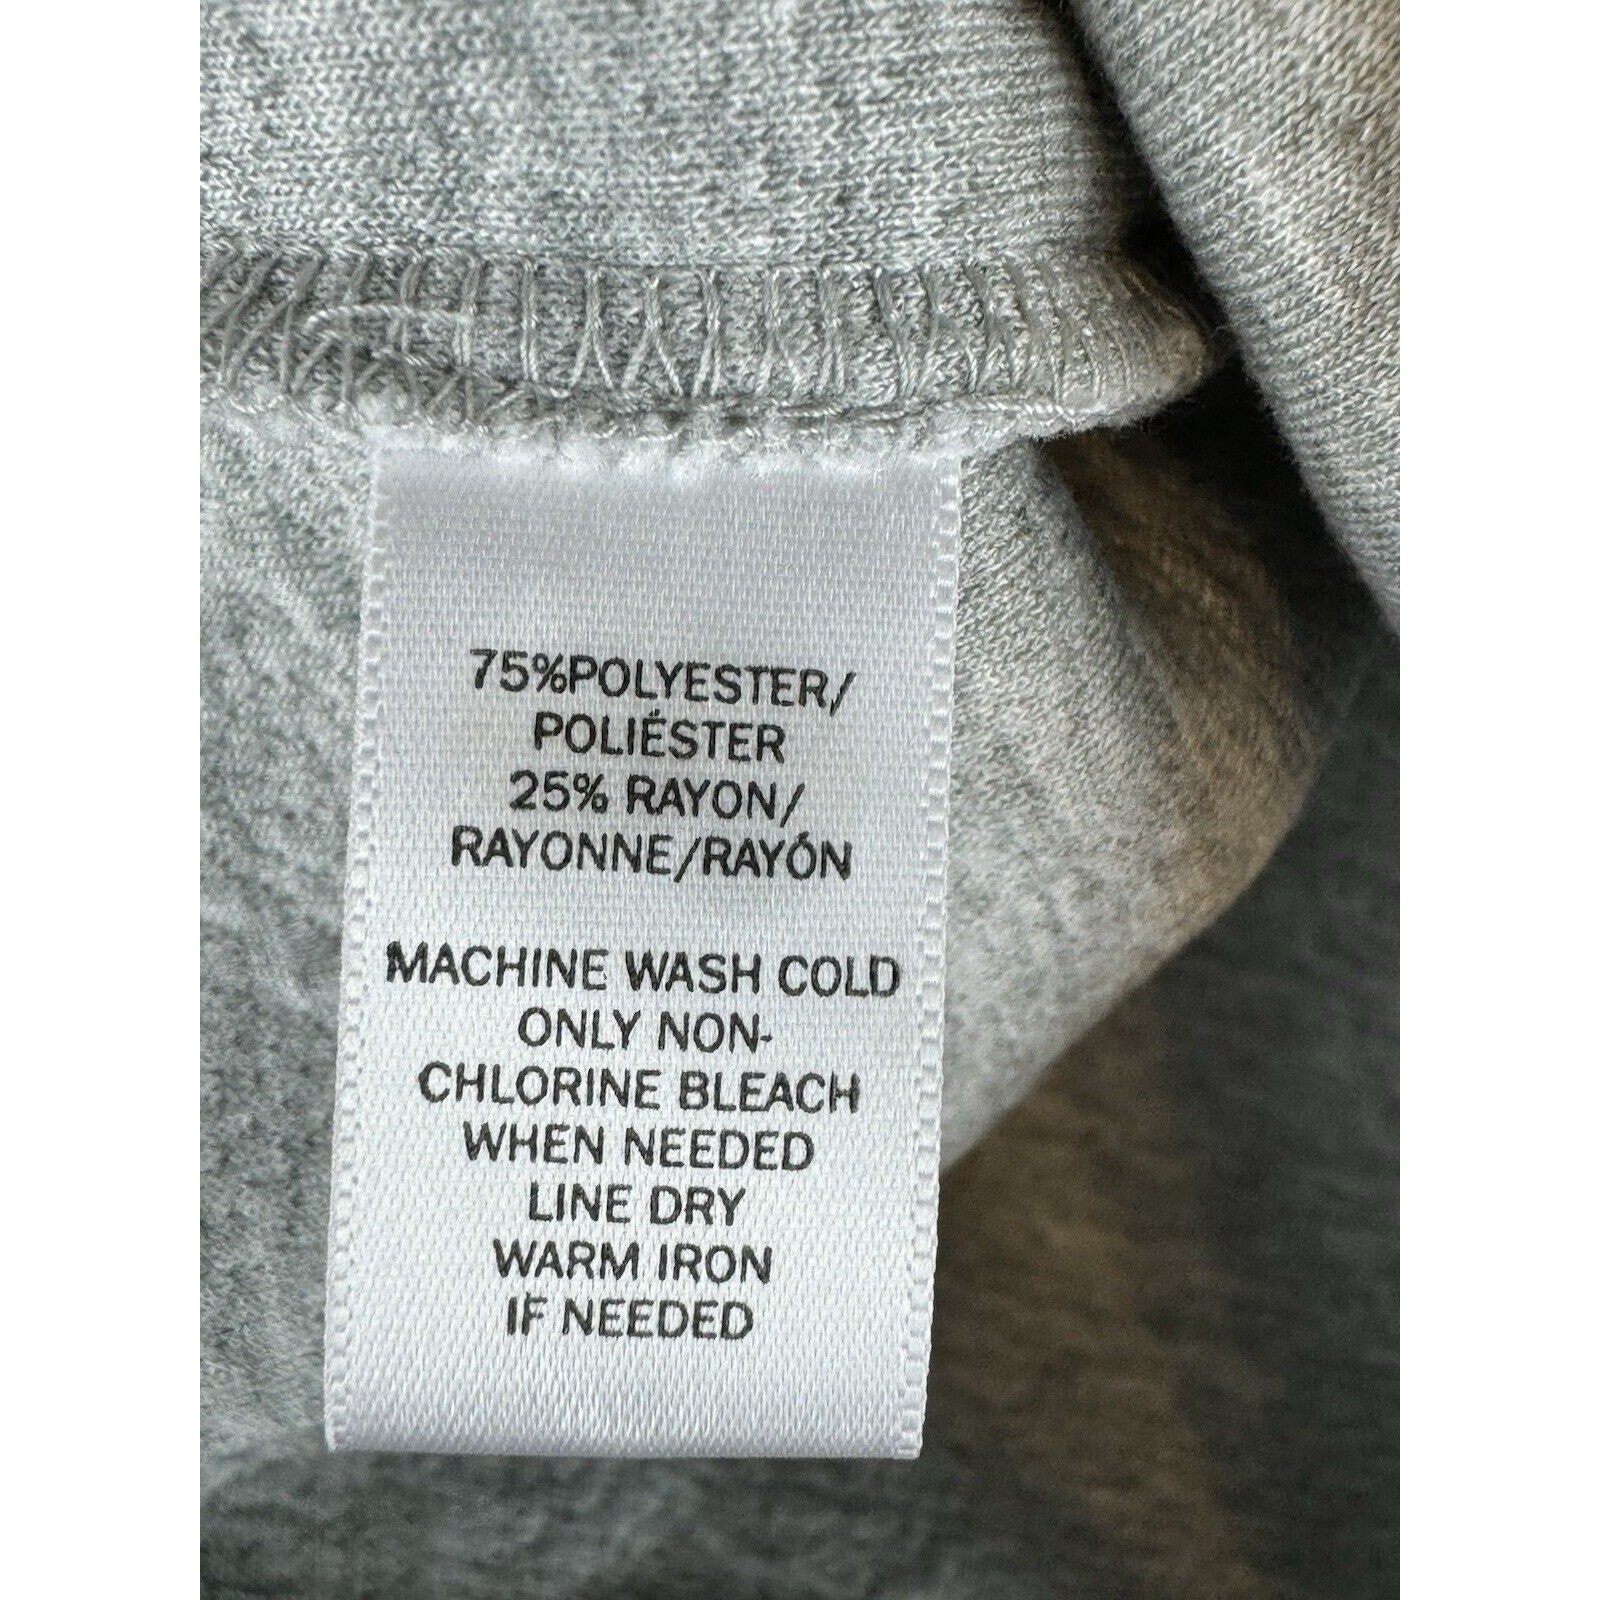 75%POLYESTER/
POLIÉSTER
25% RAYON/
RAYONNE/RAYÓN
MACHINE WASH COLD
ONLY NON-
CHLORINE BLEACH
WHEN NEEDED
LINE DRY
WARM IRON
IF NEEDED